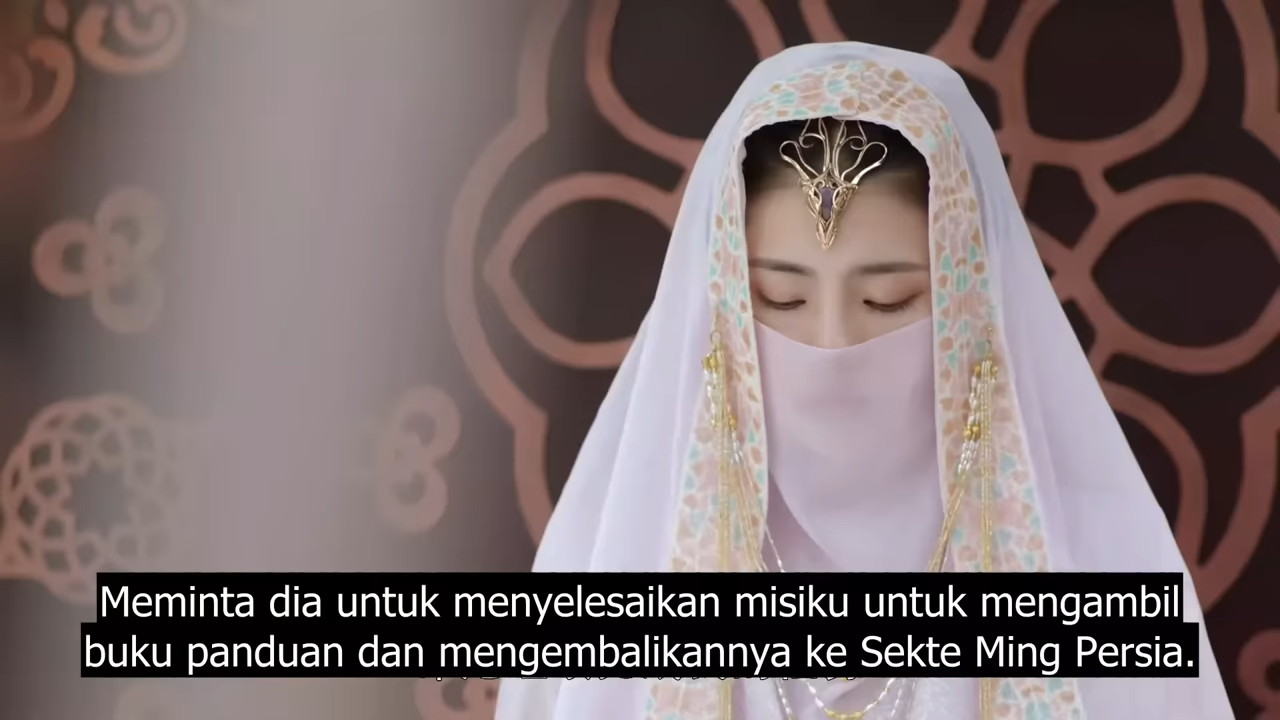 Meminta dia untuk menyelesaikan misiku untuk mengambil
buku panduan dan mengembalikannya ke Sekte Ming Persia.